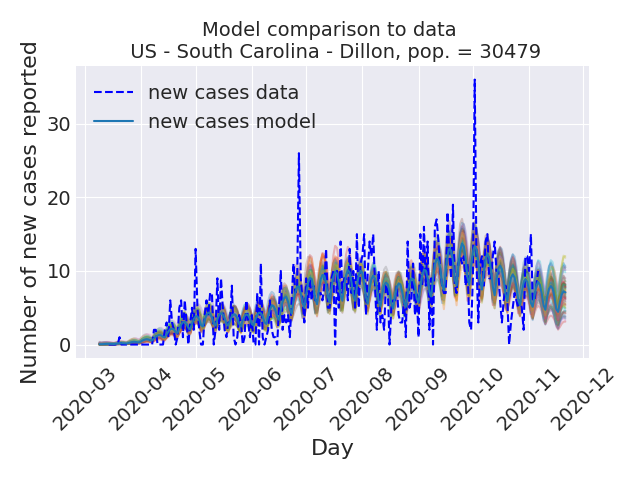 Model comparison to data
US - South Carolina - Dillon, pop. = 30479
Number of new cases reported
new cases data
new cases model
30
20
10
0
2020-03
2020-04
2020-05
2020-06
2020-07
2020-08
2020-09
2020-10
2020-11
2020-12
Day